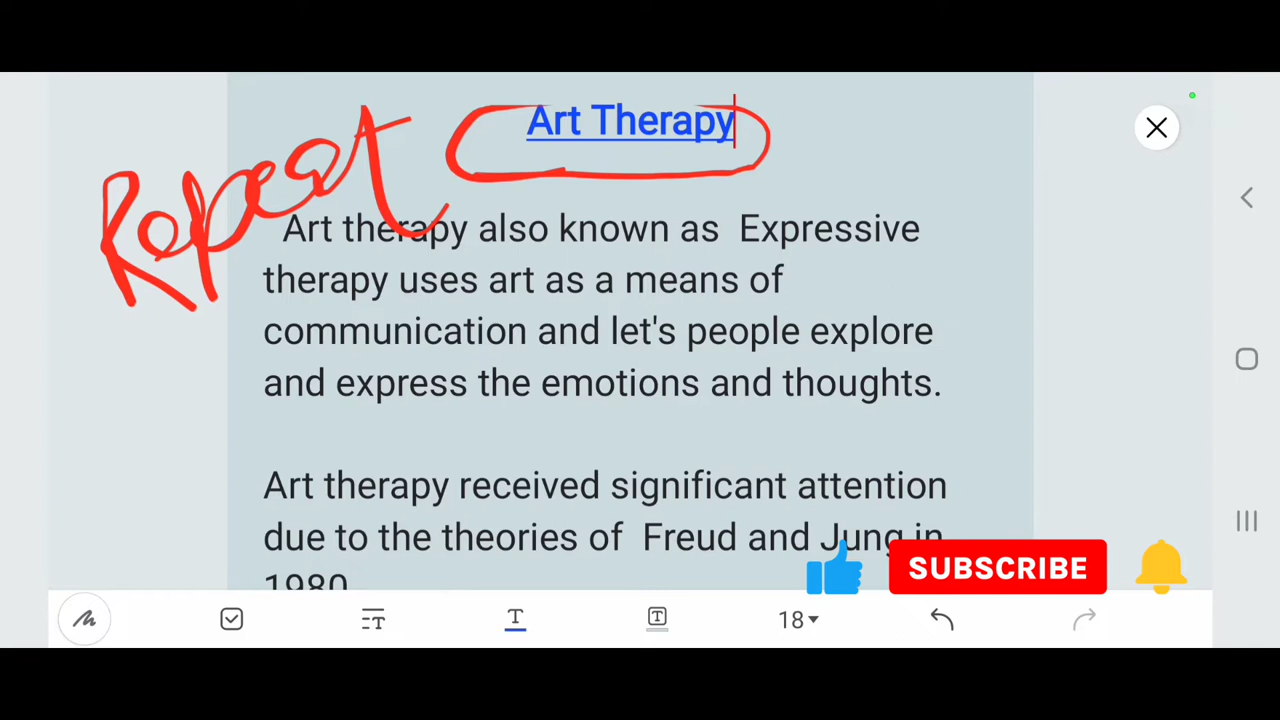 Art Therapy
Repeat
Art therapy also known as Expressive
therapy uses art as a means of
communication and let's people explore
and express the emotions and thoughts.
Art therapy received significant attention
due to the theories of Freud and Jung in
1980
SUBSCRIBE
T
T
T
18